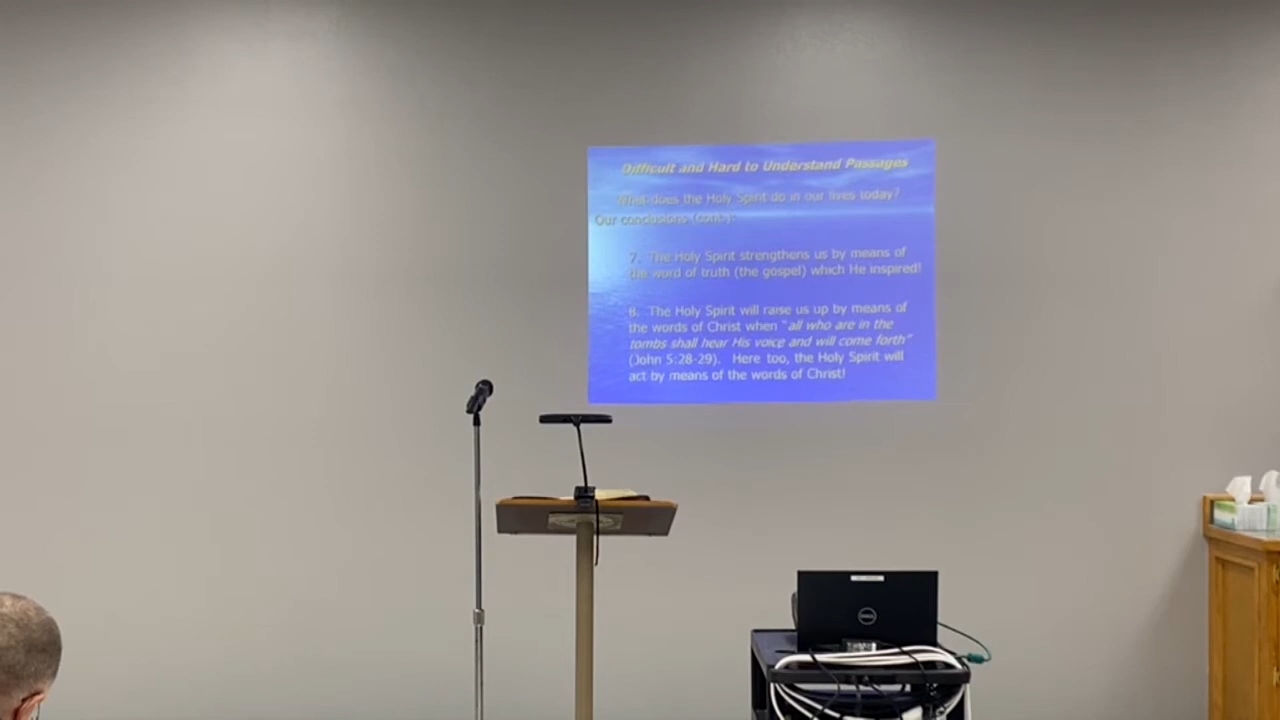 Difficult and Hard to Understand Passages
What does the Holy Spirit do in our lives today?
Our conclusions (cont.):
7. The Holy Spirit strengthens us by means of
the word of truth (the gospel) which He inspired!
8. The Holy Spirit will raise us up by means of
the words of Christ when "all who are in the
tombs shall hear His voice and will come forth"
(John 5:28-29). Here too, the Holy Spirit will
act by means of the words of Christ!
DELL